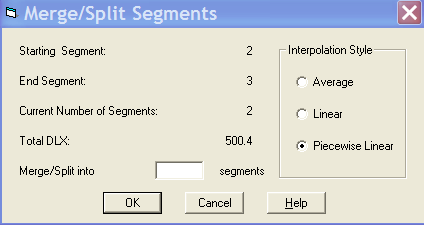 Merge/Split Segments
Starting Segment: 2
End Segment: 3
Current Number of Segments: 2
Total DLX: 500.4
Merge/Split into segments
Interpolation Style
Average
Linear
Piecewise Linear
OK Cancel Help